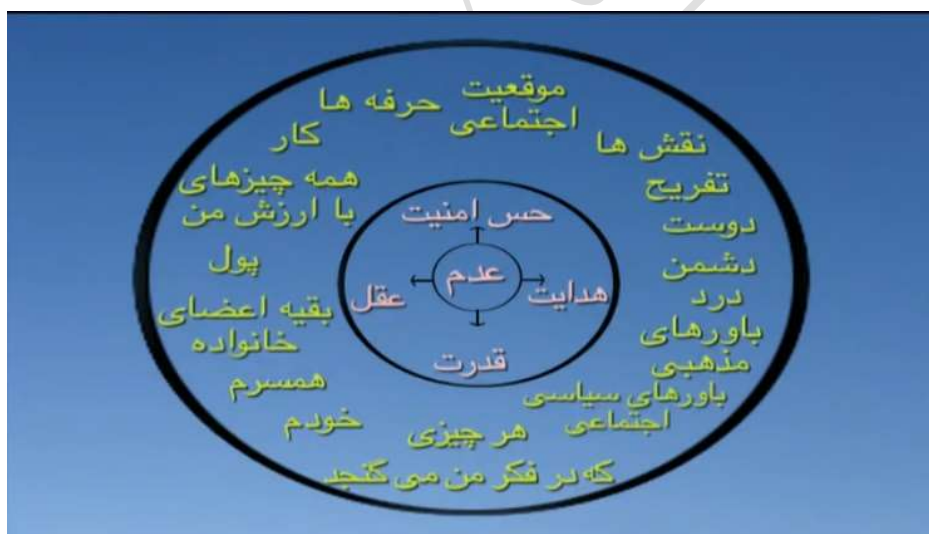 موقعیت
اجتماعی
حرفه ها
کار
نقش ها
تفریح
دوست
دشمن
درد
باورهای
مذهبی
باورهای سیاسی
اجتماعی
همه چیزهای
با ارزش من
پول
بقیه اعضای
خانواده
همسرم
خودم
هر چیزی
که در فکر من می گنجد
حس امنیت
هدایت
عدم
عقل
قدرت